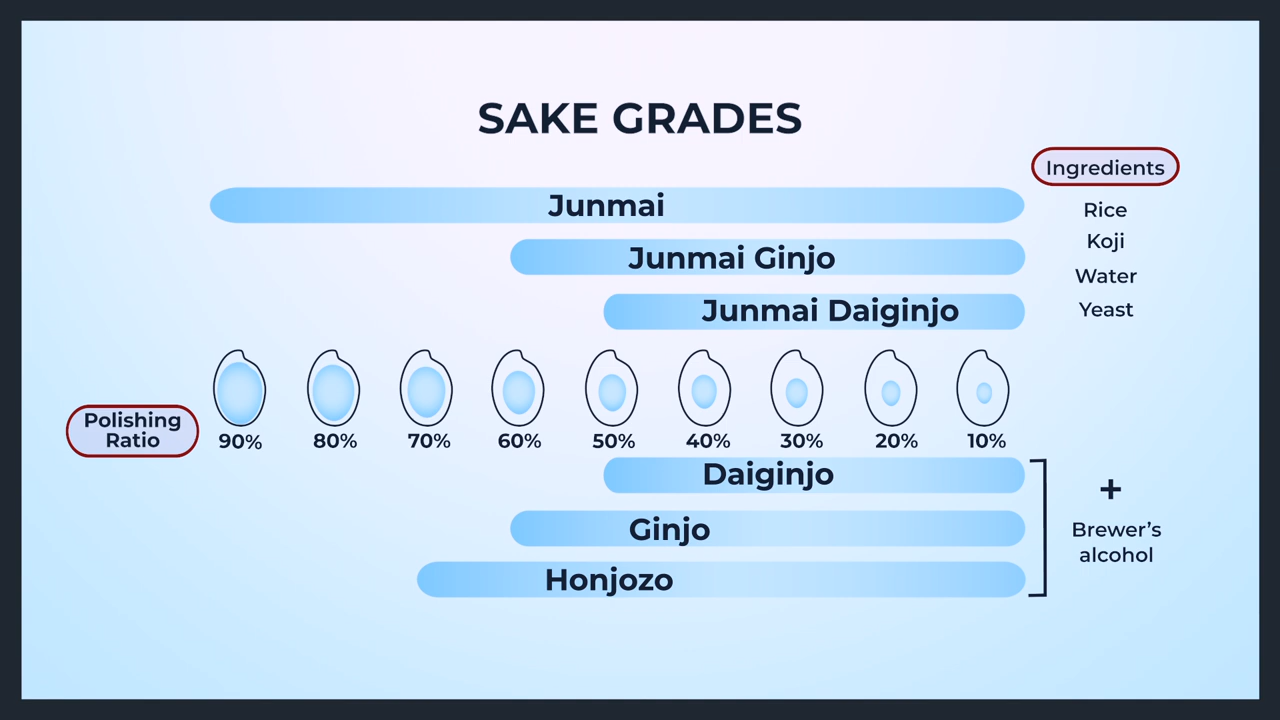 SAKE GRADES
Ingredients
Junmai
Rice
Koji
Junmai Ginjo
Water
Junmai Daiginjo
Yeast
Polishing
Ratio
90% 80% 70% 60% 50% 40% 30% 20% 10%
Daiginjo
+
Ginjo
Brewer’s
alcohol
Honjozo